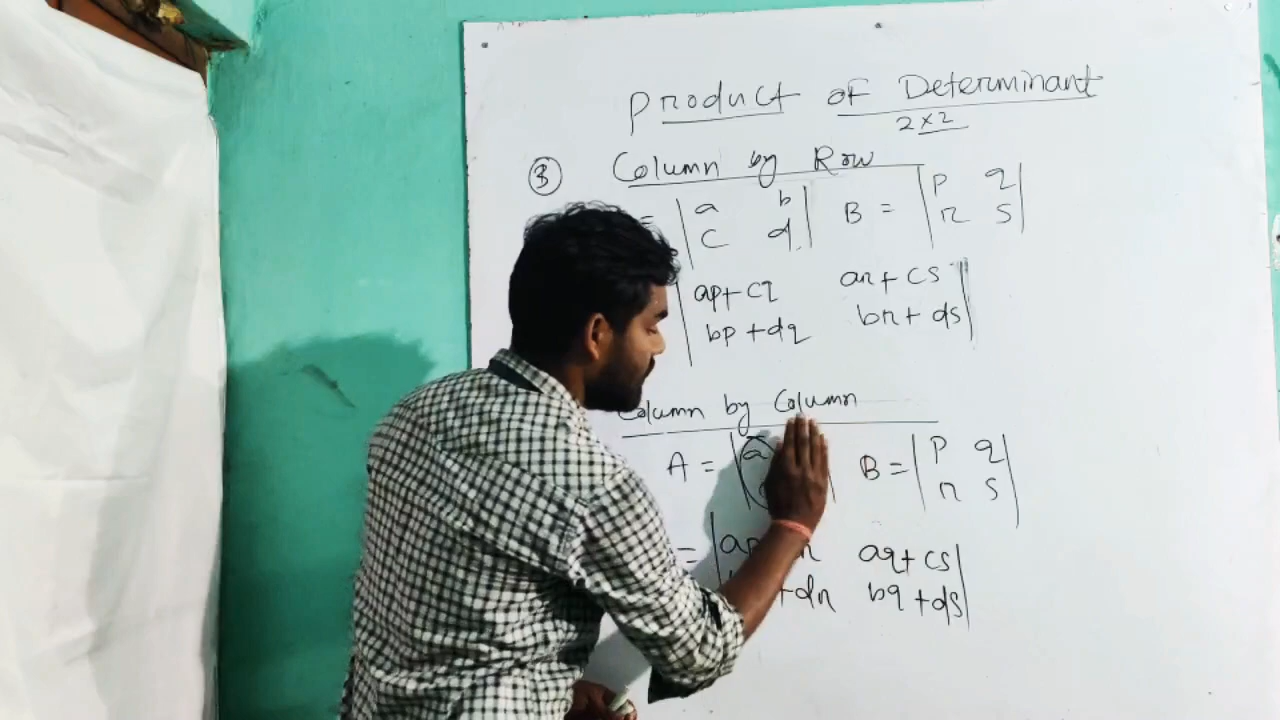 Product of Determinant
2×2
③ Column by Row
= | a b | B = | p q |
| c d | | r s |
| ap+cq ar+cs |
| bp+dq br+ds |
Column by Column
A = | a B = | p q |
| r s |
= | ap aq+cs |
+dr bq+ds |